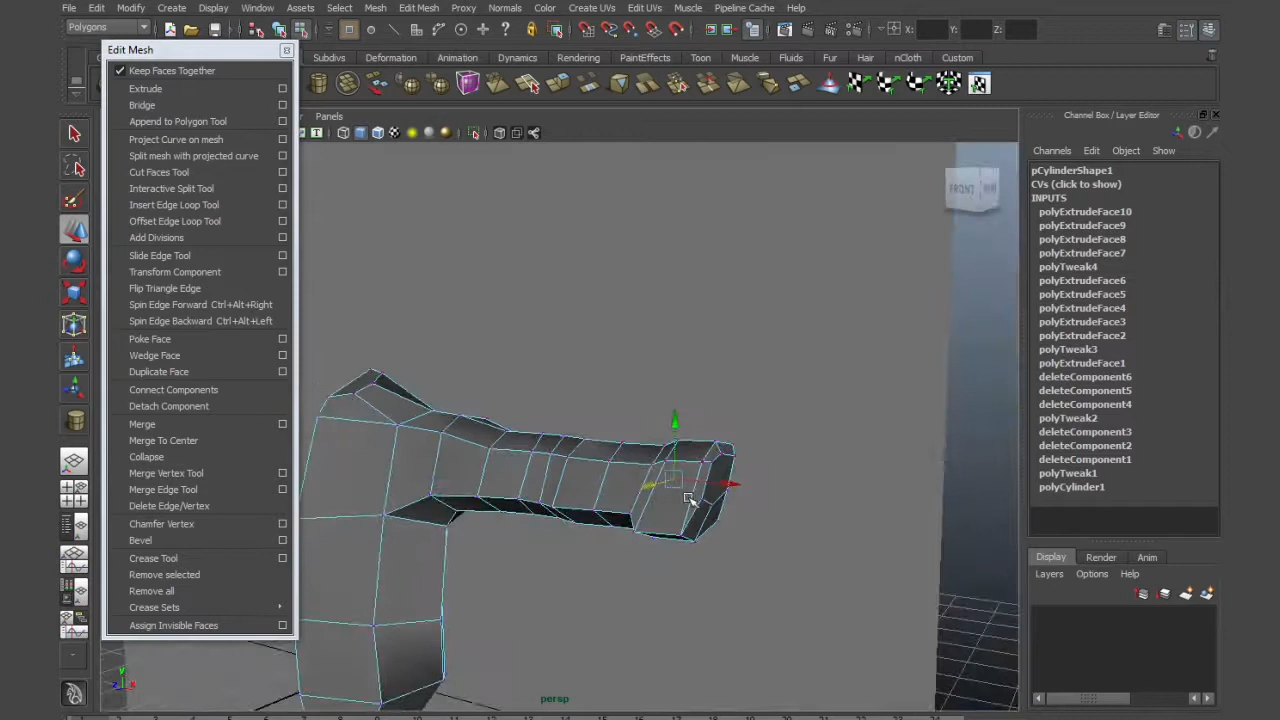 File Edit Modify Create Display Window Assets Select Mesh Edit Mesh Proxy Normals Color Create UVs Edit UVs Muscle Pipeline Cache Help
Polygons X: Y: Z:
Edit Mesh
Subdivs Deformation Animation Dynamics Rendering PaintEffects Toon Muscle Fluids Fur Hair nCloth Custom
Keep Faces Together
Extrude
Bridge
Append to Polygon Tool
Project Curve on mesh
Split mesh with projected curve
Cut Faces Tool
Interactive Split Tool
Insert Edge Loop Tool
Offset Edge Loop Tool
Add Divisions
Slide Edge Tool
Transform Component
Flip Triangle Edge
Spin Edge Forward Ctrl+Alt+Right
Spin Edge Backward Ctrl+Alt+Left
Poke Face
Wedge Face
Duplicate Face
Connect Components
Detach Component
Merge
Merge To Center
Collapse
Merge Vertex Tool
Merge Edge Tool
Delete Edge/Vertex
Chamfer Vertex
Bevel
Crease Tool
Remove selected
Remove all
Crease Sets
Assign Invisible Faces
Panels
FRONT
persp
y
z x
Channel Box / Layer Editor
Channels Edit Object Show
pCylinderShape1
CVs (click to show)
INPUTS
polyExtrudeFace10
polyExtrudeFace9
polyExtrudeFace8
polyExtrudeFace7
polyTweak4
polyExtrudeFace6
polyExtrudeFace5
polyExtrudeFace4
polyExtrudeFace3
polyExtrudeFace2
polyTweak3
polyExtrudeFace1
deleteComponent6
deleteComponent5
deleteComponent4
polyTweak2
deleteComponent3
deleteComponent2
deleteComponent1
polyTweak1
polyCylinder1
Display Render Anim
Layers Options Help